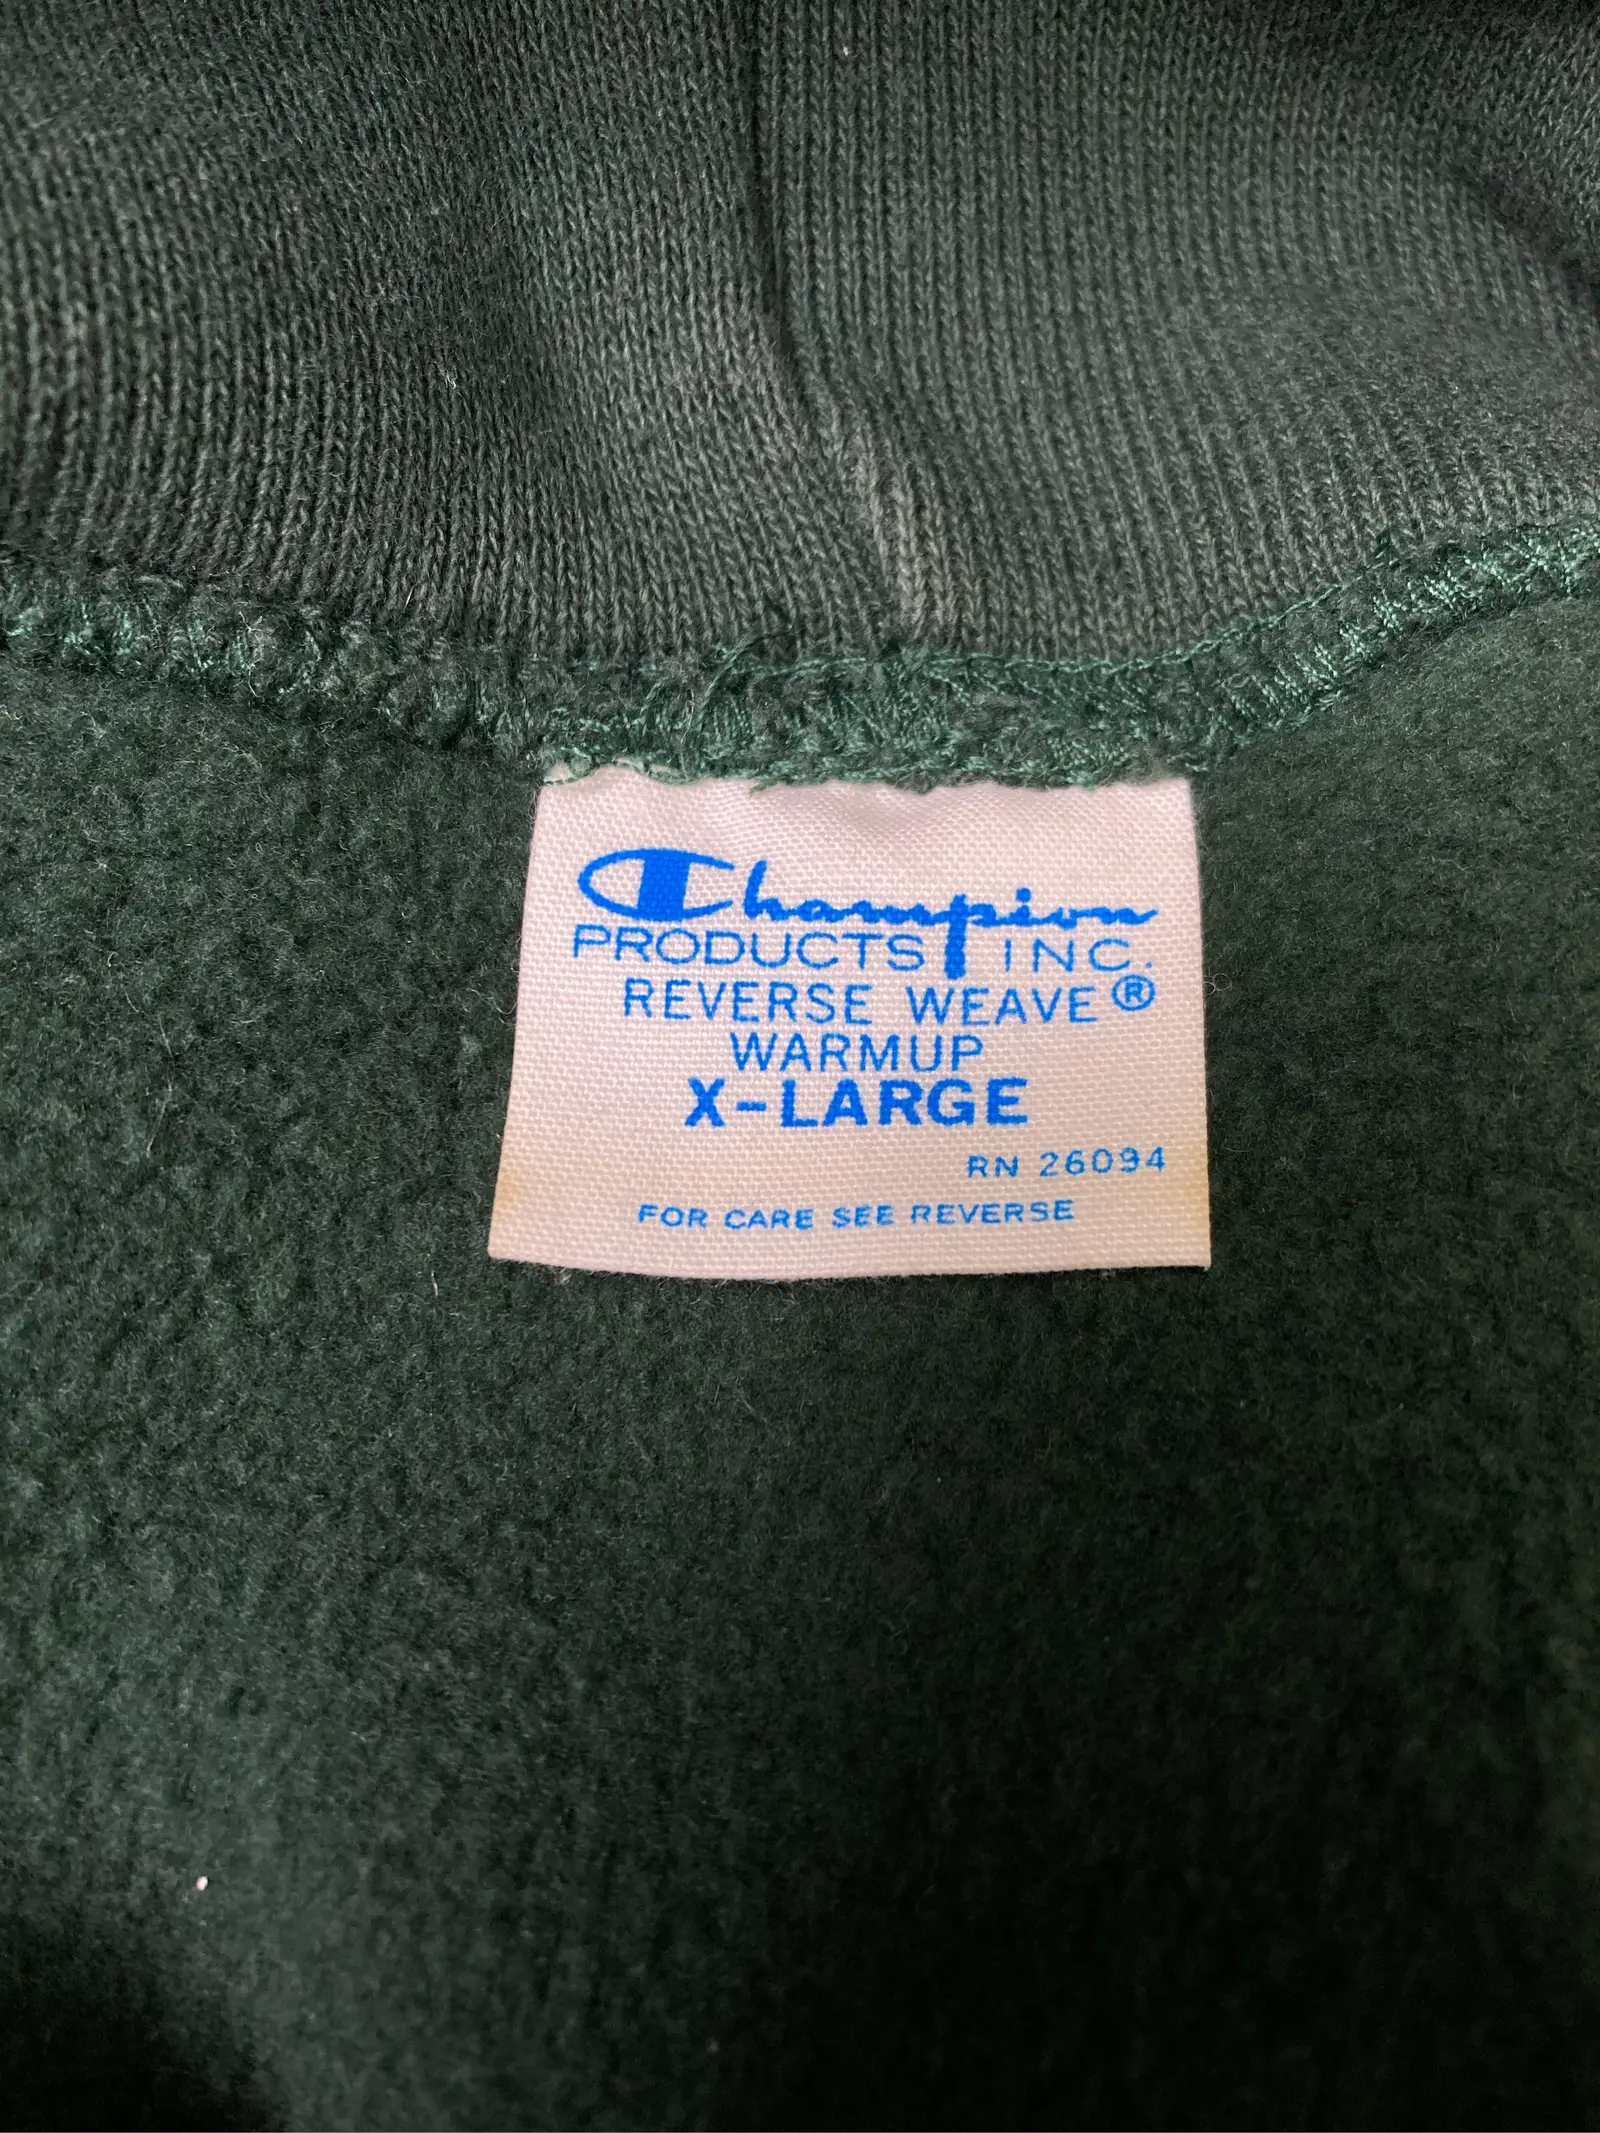 Champion
PRODUCTS INC.
REVERSE WEAVE®
WARMUP
X-LARGE
RN 26094
FOR CARE SEE REVERSE